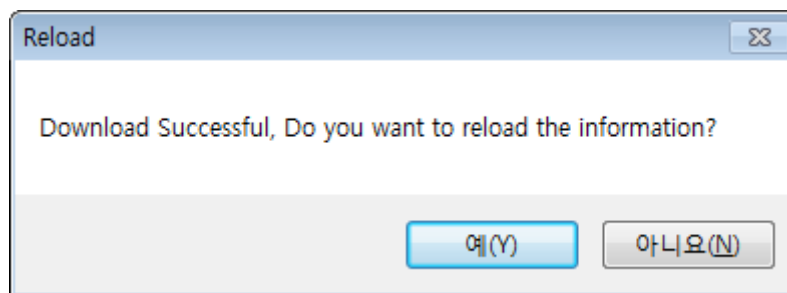 Reload
Download Successful, Do you want to reload the information?
예(Y)
아니요(N)